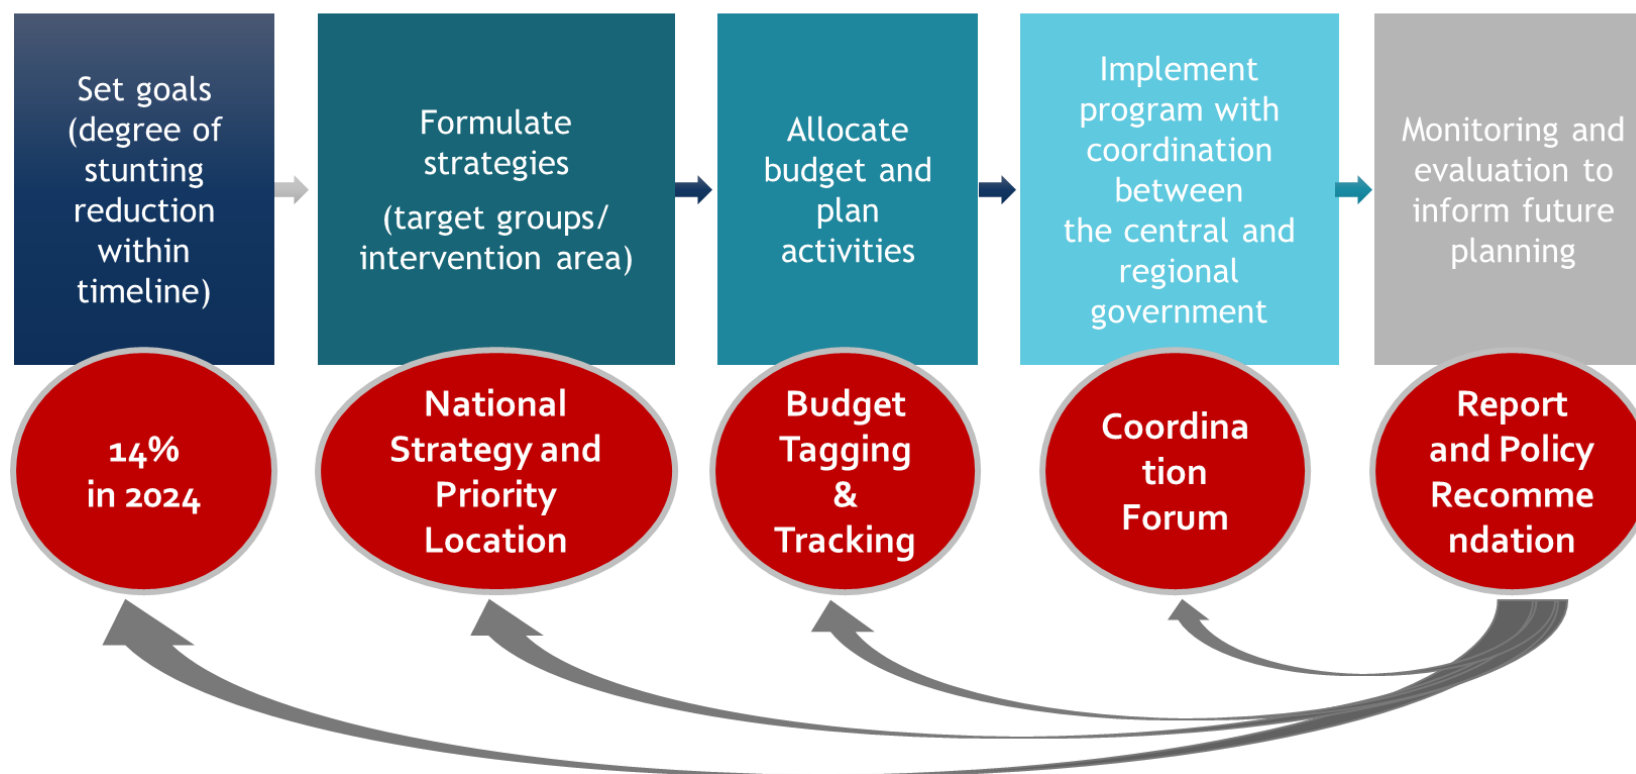 Set goals
(degree of
stunting
reduction
within
timeline)
Formulate
strategies
(target groups/
intervention area)
Allocate
budget and
plan
activities
Implement
program with
coordination
between
the central and
regional
government
Monitoring and
evaluation to
inform future
planning
14%
in 2024
National
Strategy and
Priority
Location
Budget
Tagging
&
Tracking
Coordina
tion
Forum
Report
and Policy
Recomme
ndation